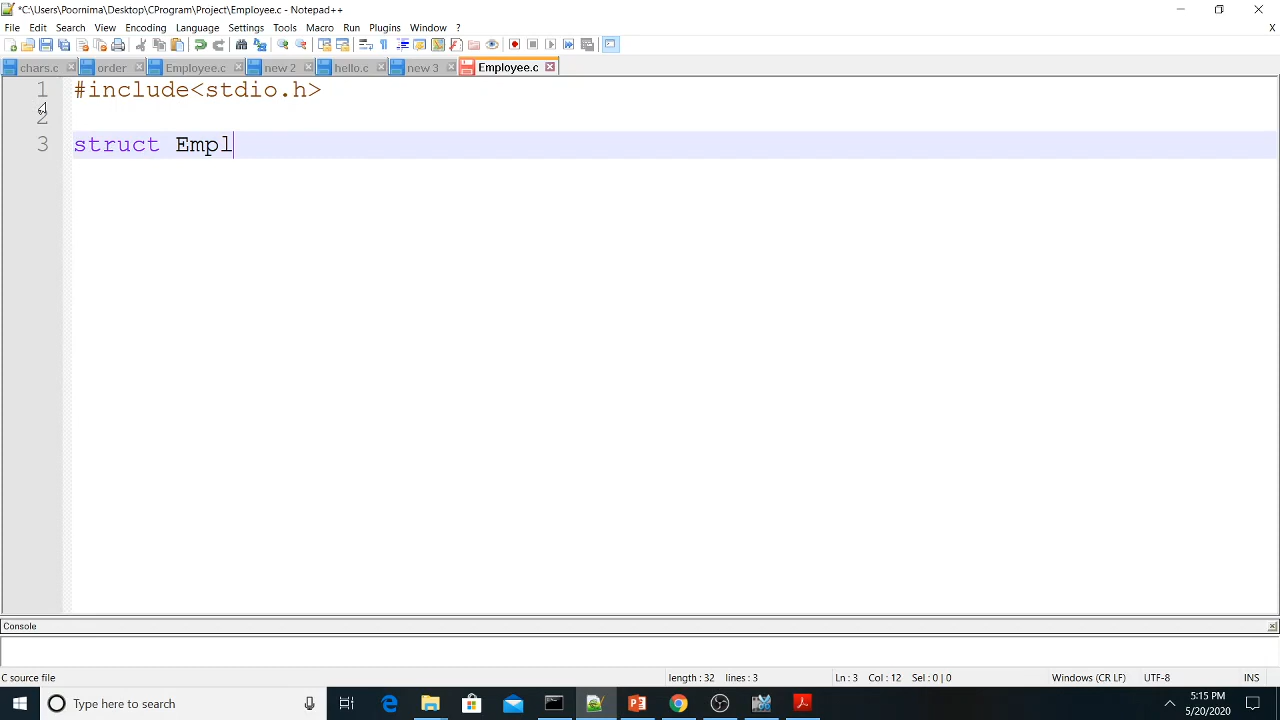 *C:\Users\Poornima\Desktop\CProgram\Project\Employee.c - Notepad++
File Edit Search View Encoding Language Settings Tools Macro Run Plugins Window ? X
chars.c order Employee.c new 2 hello.c new 3 Employee.c
1 #include<stdio.h>
2
3 struct Empl
Console
C source file length : 32 lines : 3 Ln : 3 Col : 12 Sel : 0 | 0 Windows (CR LF) UTF-8 INS
Type here to search
5:15 PM
5/20/2020